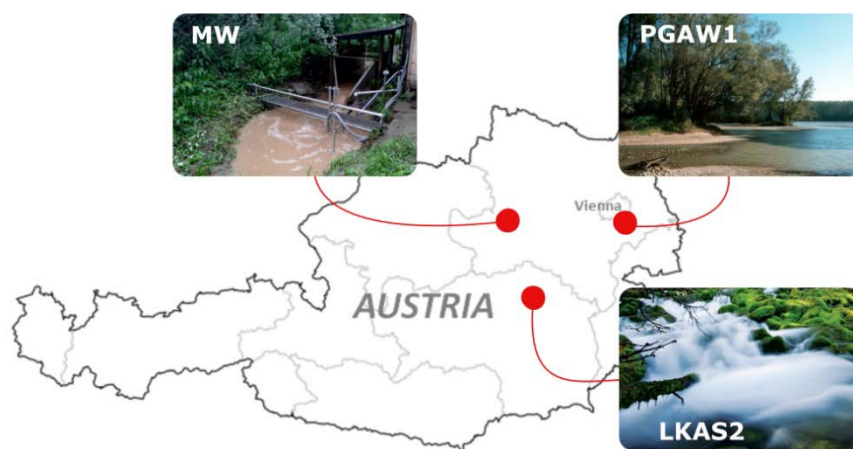 MW
PGAW1
Vienna
AUSTRIA
LKAS2